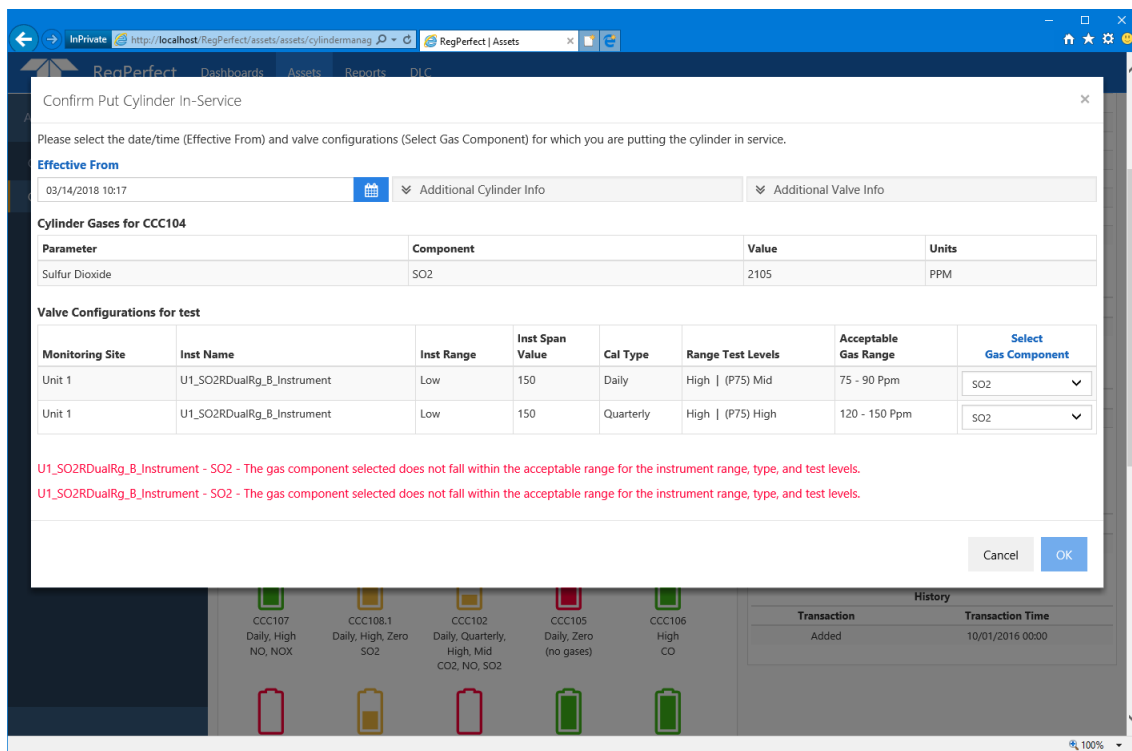 InPrivate http://localhost/RegPerfect/assets/assets/cylindermanag
RegPerfect | Assets
RegPerfect Dashboards Assets Reports DLC
Confirm Put Cylinder In-Service
Please select the date/time (Effective From) and valve configurations (Select Gas Component) for which you are putting the cylinder in service.
Effective From
03/14/2018 10:17 Additional Cylinder Info Additional Valve Info
Cylinder Gases for CCC104
Parameter Component Value Units
Sulfur Dioxide SO2 2105 PPM
Valve Configurations for test
Monitoring Site Inst Name Inst Range Inst Span Value Cal Type Range Test Levels Acceptable Gas Range Select Gas Component
Unit 1 U1_SO2RDualRg_B_Instrument Low 150 Daily High | (P75) Mid 75 - 90 Ppm SO2
Unit 1 U1_SO2RDualRg_B_Instrument Low 150 Quarterly High | (P75) High 120 - 150 Ppm SO2
U1_SO2RDualRg_B_Instrument - SO2 - The gas component selected does not fall within the acceptable range for the instrument range, type, and test levels.
U1_SO2RDualRg_B_Instrument - SO2 - The gas component selected does not fall within the acceptable range for the instrument range, type, and test levels.
Cancel OK
CCC107 CCC108.1 CCC102 CCC105 CCC106
Daily, High Daily, High, Zero Daily, Quarterly, Daily, Zero High
NO, NOX SO2 High, Mid (no gases) CO
CO2, NO, SO2
History
Transaction Transaction Time
Added 10/01/2016 00:00
100%